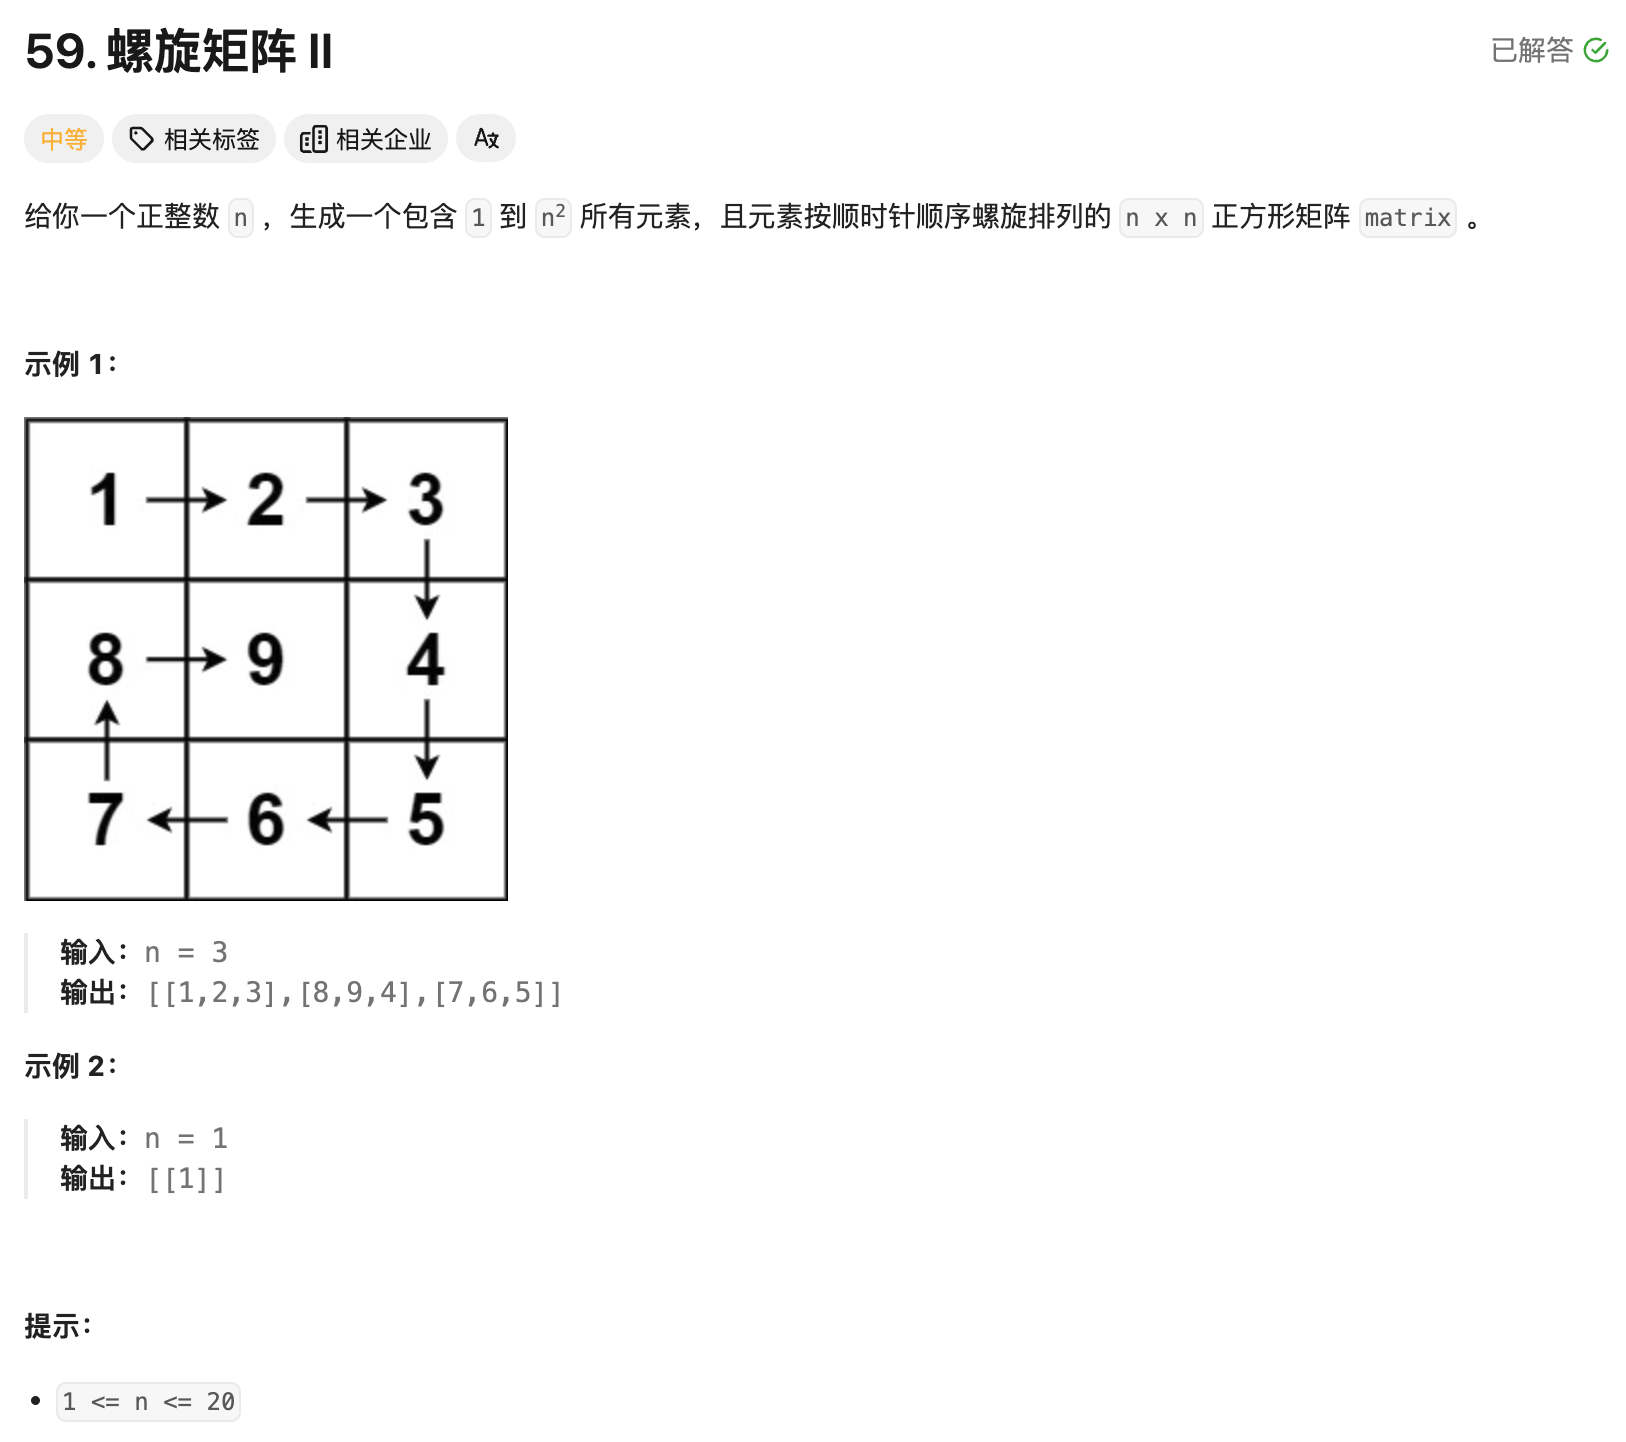 59. 螺旋矩阵 II
已解答
中等 相关标签 相关企业
给你一个正整数 n ，生成一个包含 1 到 n² 所有元素，且元素按顺时针顺序螺旋排列的 n x n 正方形矩阵 matrix 。
示例 1：
1 2 3
8 9 4
7 6 5
输入：n = 3
输出：[[1,2,3],[8,9,4],[7,6,5]]
示例 2：
输入：n = 1
输出：[[1]]
提示：
• 1 <= n <= 20